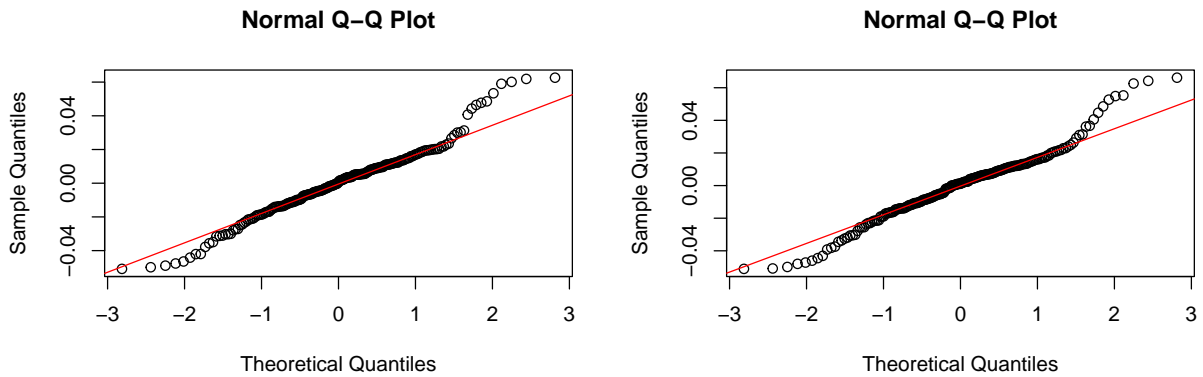 Normal Q−Q Plot
Sample Quantiles
−0.04 0.00 0.04
−3 −2 −1 0 1 2 3
Theoretical Quantiles
Normal Q−Q Plot
Sample Quantiles
−0.04 0.00 0.04
−3 −2 −1 0 1 2 3
Theoretical Quantiles